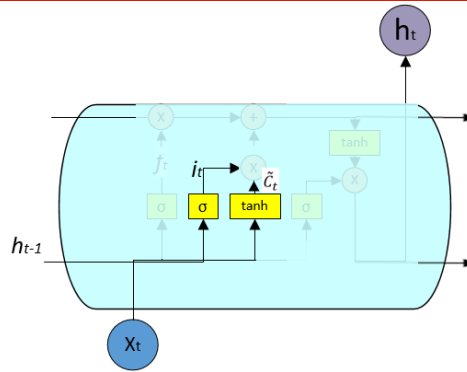 hₜ
X +
tanh
fₜ iₜ X C̃ₜ X
σ σ tanh σ
hₜ₋₁
Xₜ